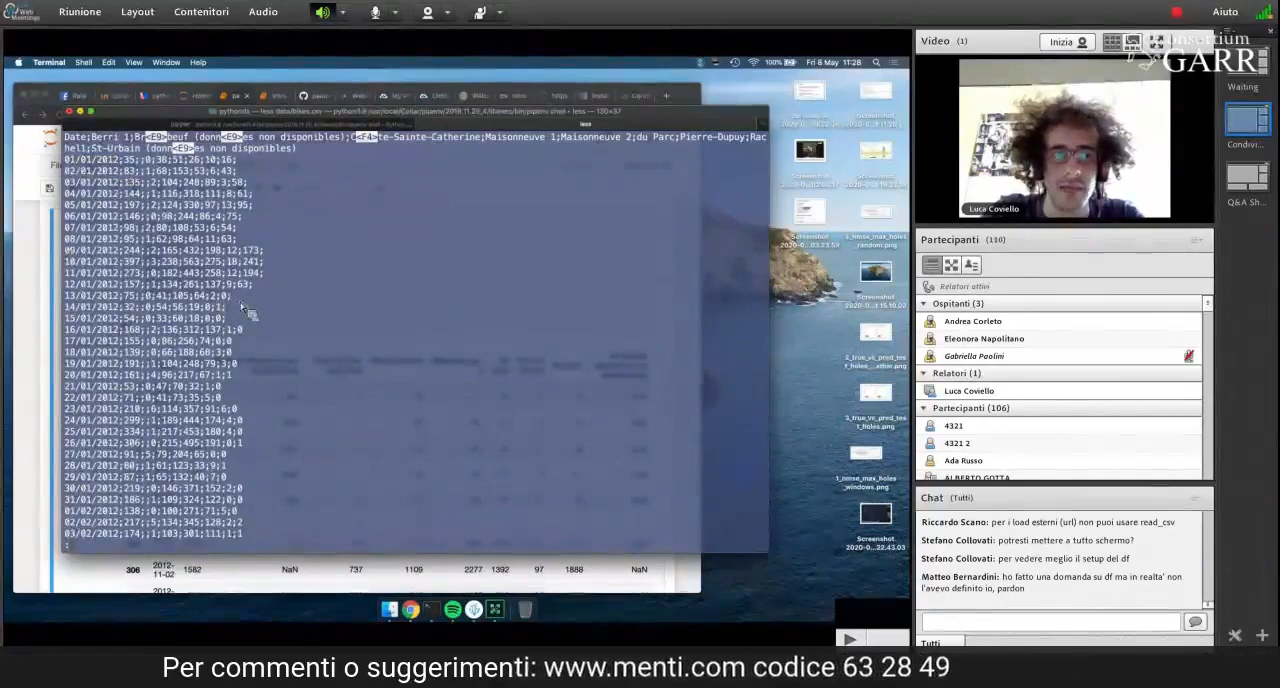 Riunione Layout Contenitori Audio Aiuto
Video (1) Inizia consortium GARR
Terminal Shell Edit View Window Help 100% Fri 8 May 11:28
Date;Berri 1;Br<E9>beuf (donn<E9>es non disponibles);C<F4>te-Sainte-Catherine;Maisonneuve 1;Maisonneuve 2;du Parc;Pierre-Dupuy;Rac
hel1;St-Urbain (donn<E9>es non disponibles)
01/01/2012;35;;0;38;51;26;10;16;
02/01/2012;83;;1;68;153;53;6;43;
03/01/2012;135;;2;104;248;89;3;58;
04/01/2012;144;;1;116;318;111;8;61;
05/01/2012;197;;2;124;330;97;13;95;
06/01/2012;146;;0;98;244;86;4;75;
07/01/2012;98;;2;80;108;53;6;54;
08/01/2012;95;;1;62;98;64;11;63;
09/01/2012;244;;2;165;432;198;12;173;
10/01/2012;397;;3;238;563;275;18;241;
11/01/2012;273;;0;182;443;258;12;194;
12/01/2012;157;;1;134;261;137;9;63;
13/01/2012;75;;0;41;105;64;2;0;
14/01/2012;32;;0;54;56;19;0;1;
15/01/2012;54;;0;33;60;18;0;0;
16/01/2012;168;;2;136;312;137;1;0
17/01/2012;155;;0;86;256;74;0;0
18/01/2012;139;;0;66;188;68;3;0
19/01/2012;191;;1;104;248;79;3;0
20/01/2012;161;;4;96;217;67;1;1
21/01/2012;53;;0;47;70;32;1;0
22/01/2012;71;;0;41;73;35;5;0
23/01/2012;210;;6;114;357;91;6;0
24/01/2012;299;;1;189;444;174;4;0
25/01/2012;334;;1;217;453;180;4;0
26/01/2012;306;;0;215;495;191;0;1
27/01/2012;91;;5;79;204;65;0;0
28/01/2012;80;;1;61;123;33;9;1
29/01/2012;87;;1;65;132;40;7;0
30/01/2012;219;;0;146;371;152;2;0
31/01/2012;186;;1;109;324;122;0;0
01/02/2012;138;;0;100;271;71;5;0
02/02/2012;217;;5;134;345;128;2;2
03/02/2012;174;;1;103;301;111;1;1
:
306 2012-11-02 1582 NaN 737 1109 2277 1392 97 1888 NaN
2012-
1_nmse_max_holes_windows.png
Luca Coviello
Waiting
Condivi...
Q&A Sh...
Partecipanti (110)
Relatori attivi
Ospitanti (3)
Andrea Corleto
Eleonora Napolitano
Gabriella Paolini
Relatori (1)
Luca Coviello
Partecipanti (106)
4321
4321 2
Ada Russo
ALBERTO GOTTA
Chat (Tutti)
Riccardo Scano: per i load esterni (url) non puoi usare read_csv
Stefano Collovati: potresti mettere a tutto schermo?
Stefano Collovati: per vedere meglio il setup del df
Matteo Bernardini: ho fatto una domanda su df ma in realta' non
l'avevo definito io, pardon
Tutti
Per commenti o suggerimenti: www.menti.com codice 63 28 49